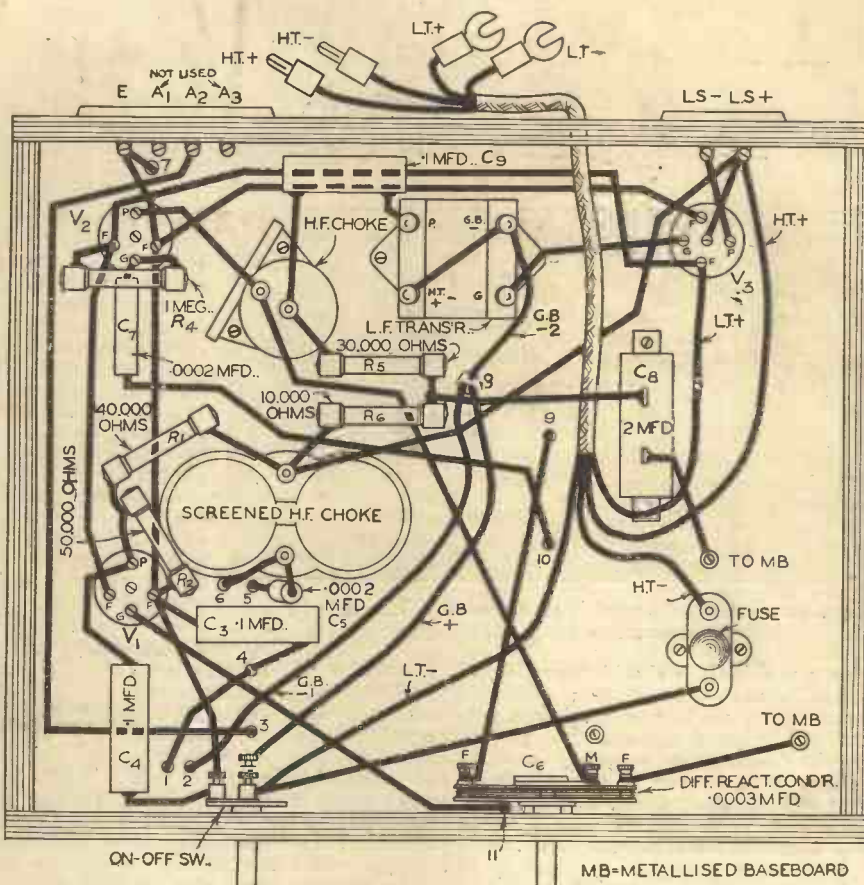 L.T.+
H.T.-
H.T.+
L.T-
NOT USED
E A1 A2 A3
LS- LS+
7
.1 MFD.. C9
V2
P
F F
G
H.F. CHOKE
P. G.B.
-
H.T.
+ -
G
F
G P
F
V.3
H.T.+
1 MEG..
R4
L.F. TRANS'R.
G.B
-2
L.T.+
C7
.0002 MFD..
30,000 OHMS
R5
8
C8
40,000
OHMS
10,000
OHMS
R6
R1
9
2 MFD
50,000 OHMS
SCREENED H.F. CHOKE
10
TO MB
P
F F
G
V1
R2
6 5
.0002
MFD
C5
H.T-
FUSE
C3 .1 MFD.
G.B
+
4
G.B.
-1
L.T.-
.1 MFD.
C4
3
TO MB
1 2
F C6 M F
DIFF. REACT. COND'R.
.0003 MFD
ON-OFF SW..
11
MB=METALLISED BASEBOARD